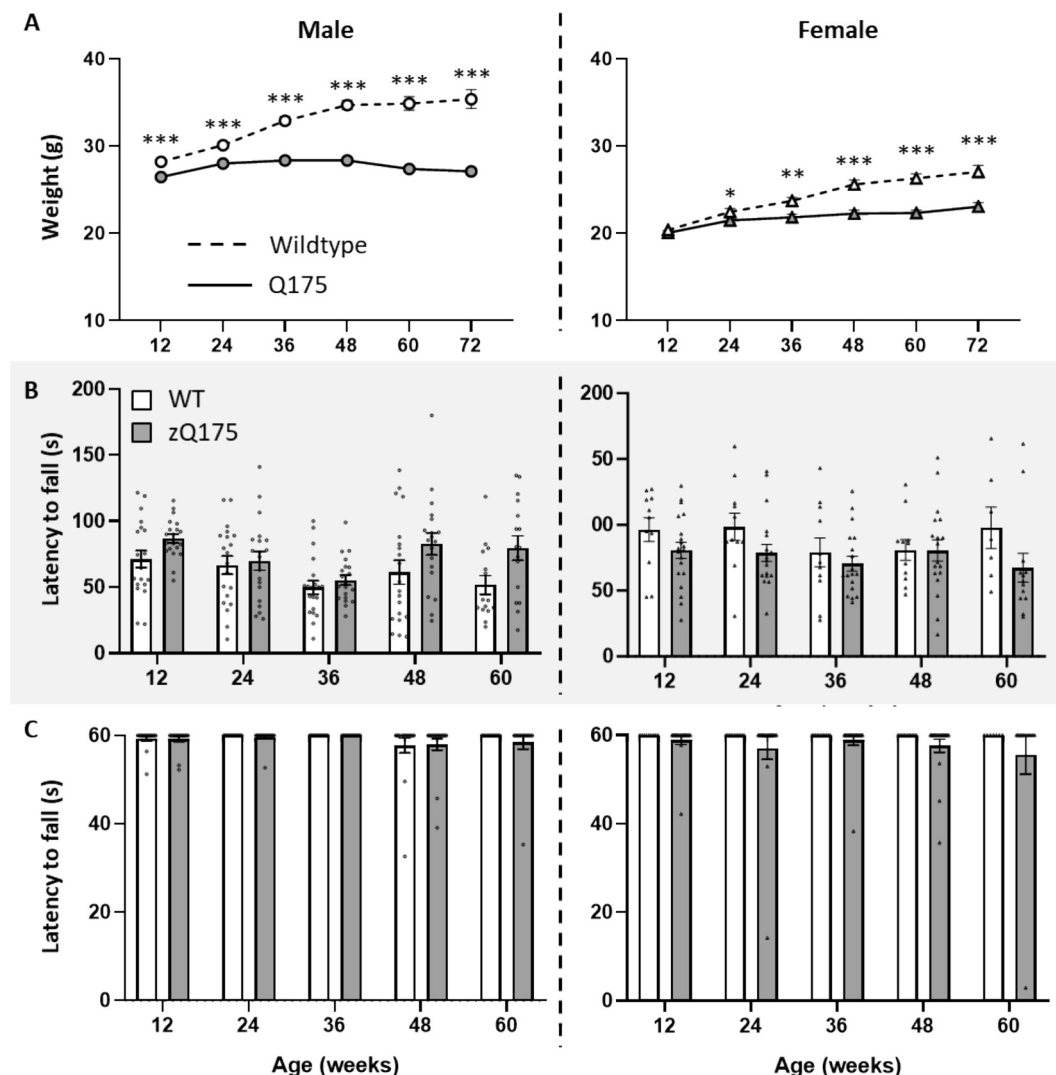 A
Male
Female
Weight (g)
40
30
20
10
***
***
***
***
***
***
Wildtype
Q175
12 24 36 48 60 72
40
30
20
10
*
**
***
***
***
12 24 36 48 60 72
B
Latency to fall (s)
200
150
100
50
0
WT
zQ175
12 24 36 48 60
200
50
00
50
0
12 24 36 48 60
C
Latency to fall (s)
60
40
20
0
12 24 36 48 60
Age (weeks)
60
40
20
0
12 24 36 48 60
Age (weeks)